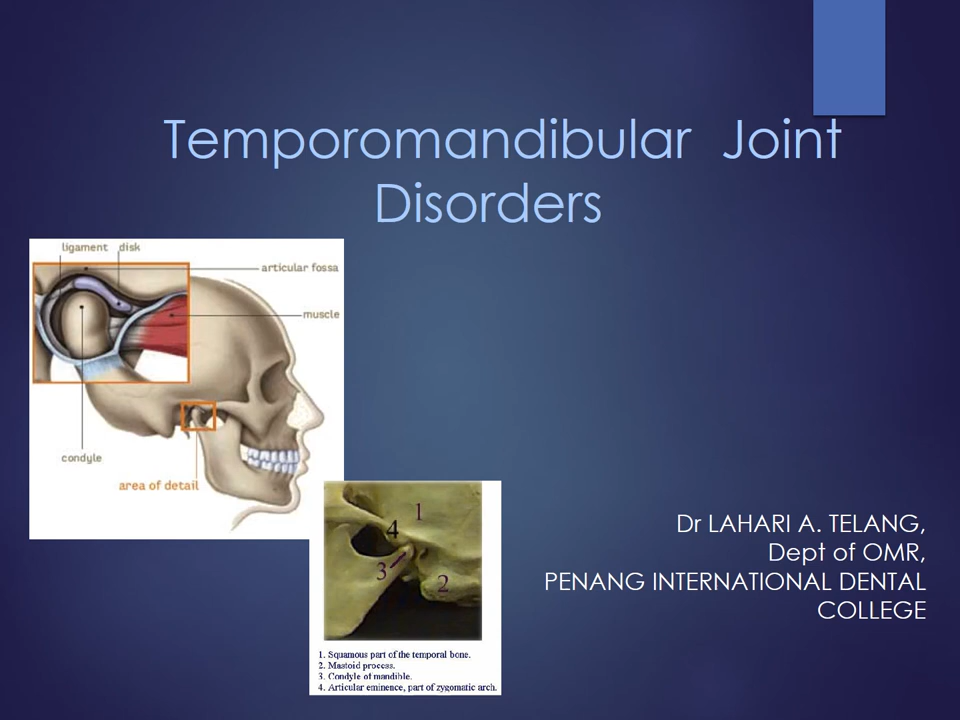 Temporomandibular Joint
Disorders
ligament disk
articular fossa
muscle
condyle
area of detail
1
4
3
2
1. Squamous part of the temporal bone.
2. Mastoid process.
3. Condyle of mandible.
4. Articular eminence, part of zygomatic arch.
Dr LAHARI A. TELANG,
Dept of OMR,
PENANG INTERNATIONAL DENTAL
COLLEGE